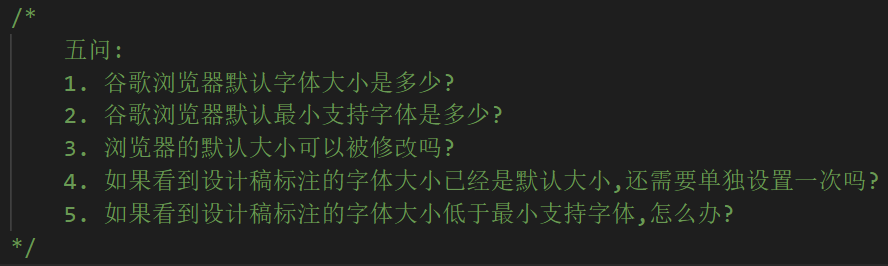 /*
五问:
1. 谷歌浏览器默认字体大小是多少?
2. 谷歌浏览器默认最小支持字体是多少?
3. 浏览器的默认大小可以被修改吗?
4. 如果看到设计稿标注的字体大小已经是默认大小,还需要单独设置一次吗?
5. 如果看到设计稿标注的字体大小低于最小支持字体,怎么办?
*/